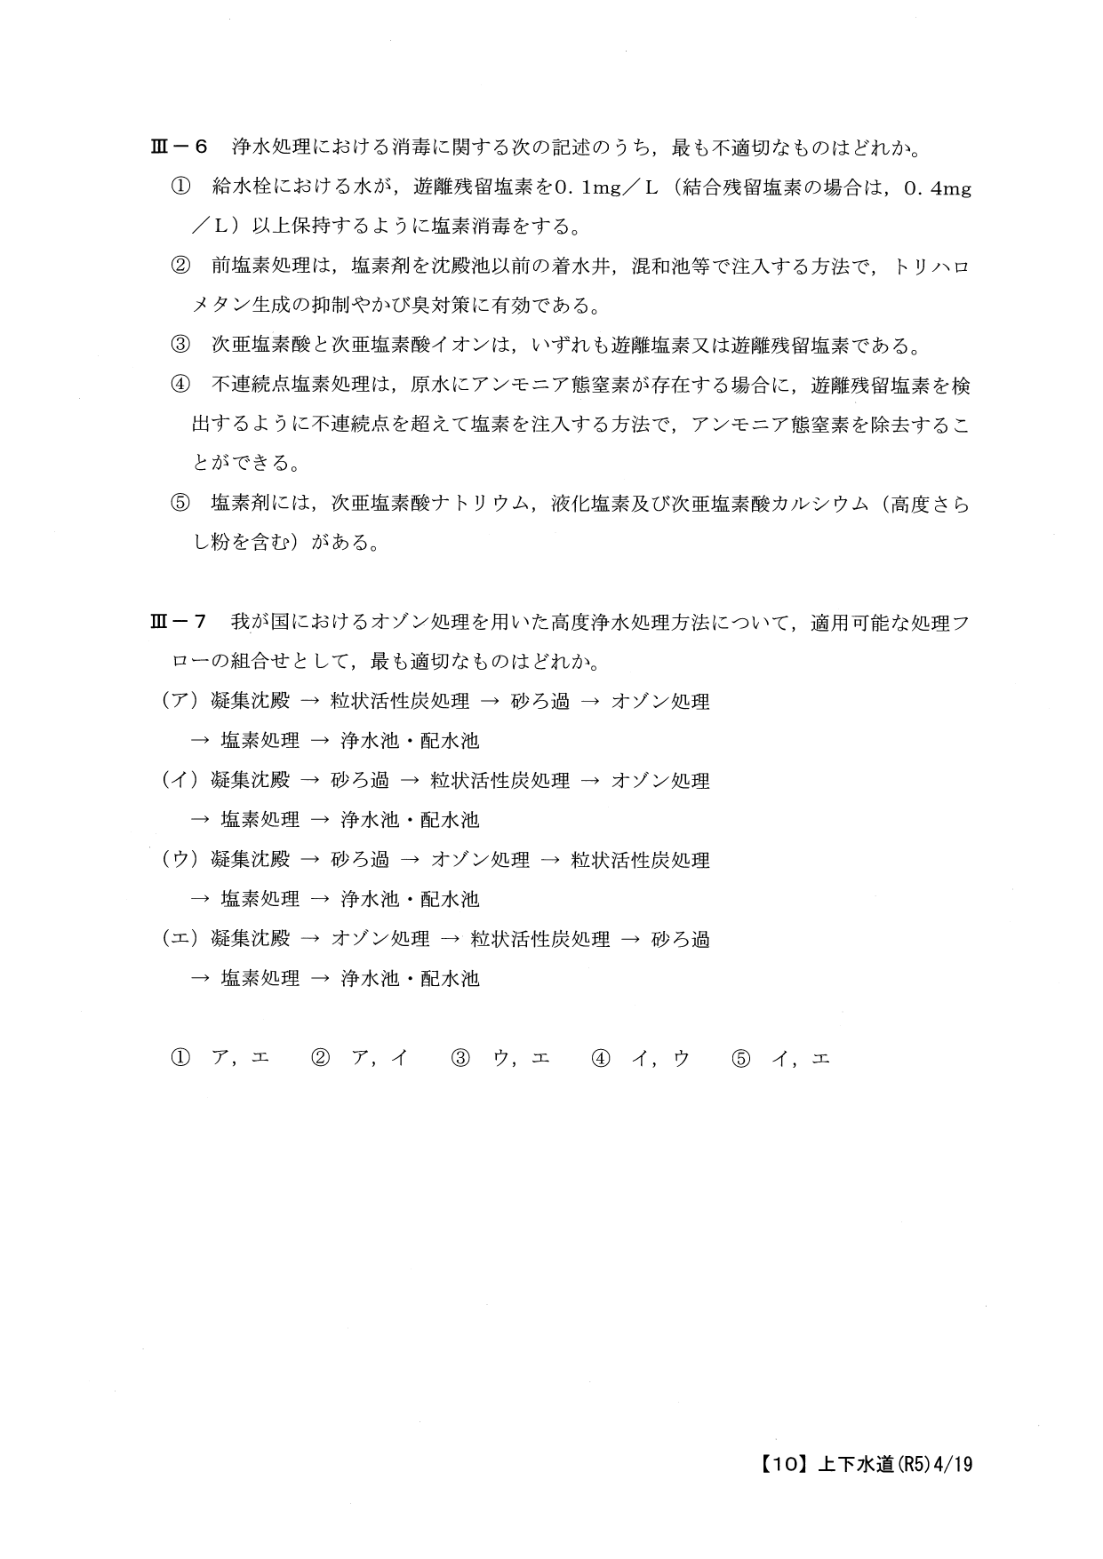 Ⅲ－6　浄水処理における消毒に関する次の記述のうち，最も不適切なものはどれか。
①　給水栓における水が，遊離残留塩素を0.1mg／L（結合残留塩素の場合は，0.4mg
／L）以上保持するように塩素消毒をする。
②　前塩素処理は，塩素剤を沈殿池以前の着水井，混和池等で注入する方法で，トリハロ
メタン生成の抑制やかび臭対策に有効である。
③　次亜塩素酸と次亜塩素酸イオンは，いずれも遊離塩素又は遊離残留塩素である。
④　不連続点塩素処理は，原水にアンモニア態窒素が存在する場合に，遊離残留塩素を検
出するように不連続点を超えて塩素を注入する方法で，アンモニア態窒素を除去するこ
とができる。
⑤　塩素剤には，次亜塩素酸ナトリウム，液化塩素及び次亜塩素酸カルシウム（高度さら
し粉を含む）がある。
Ⅲ－7　我が国におけるオゾン処理を用いた高度浄水処理方法について，適用可能な処理フ
ローの組合せとして，最も適切なものはどれか。
（ア）凝集沈殿 → 粒状活性炭処理 → 砂ろ過 → オゾン処理
→ 塩素処理 → 浄水池・配水池
（イ）凝集沈殿 → 砂ろ過 → 粒状活性炭処理 → オゾン処理
→ 塩素処理 → 浄水池・配水池
（ウ）凝集沈殿 → 砂ろ過 → オゾン処理 → 粒状活性炭処理
→ 塩素処理 → 浄水池・配水池
（エ）凝集沈殿 → オゾン処理 → 粒状活性炭処理 → 砂ろ過
→ 塩素処理 → 浄水池・配水池
①　ア，エ　　②　ア，イ　　③　ウ，エ　　④　イ，ウ　　⑤　イ，エ
【10】上下水道(R5)4/19